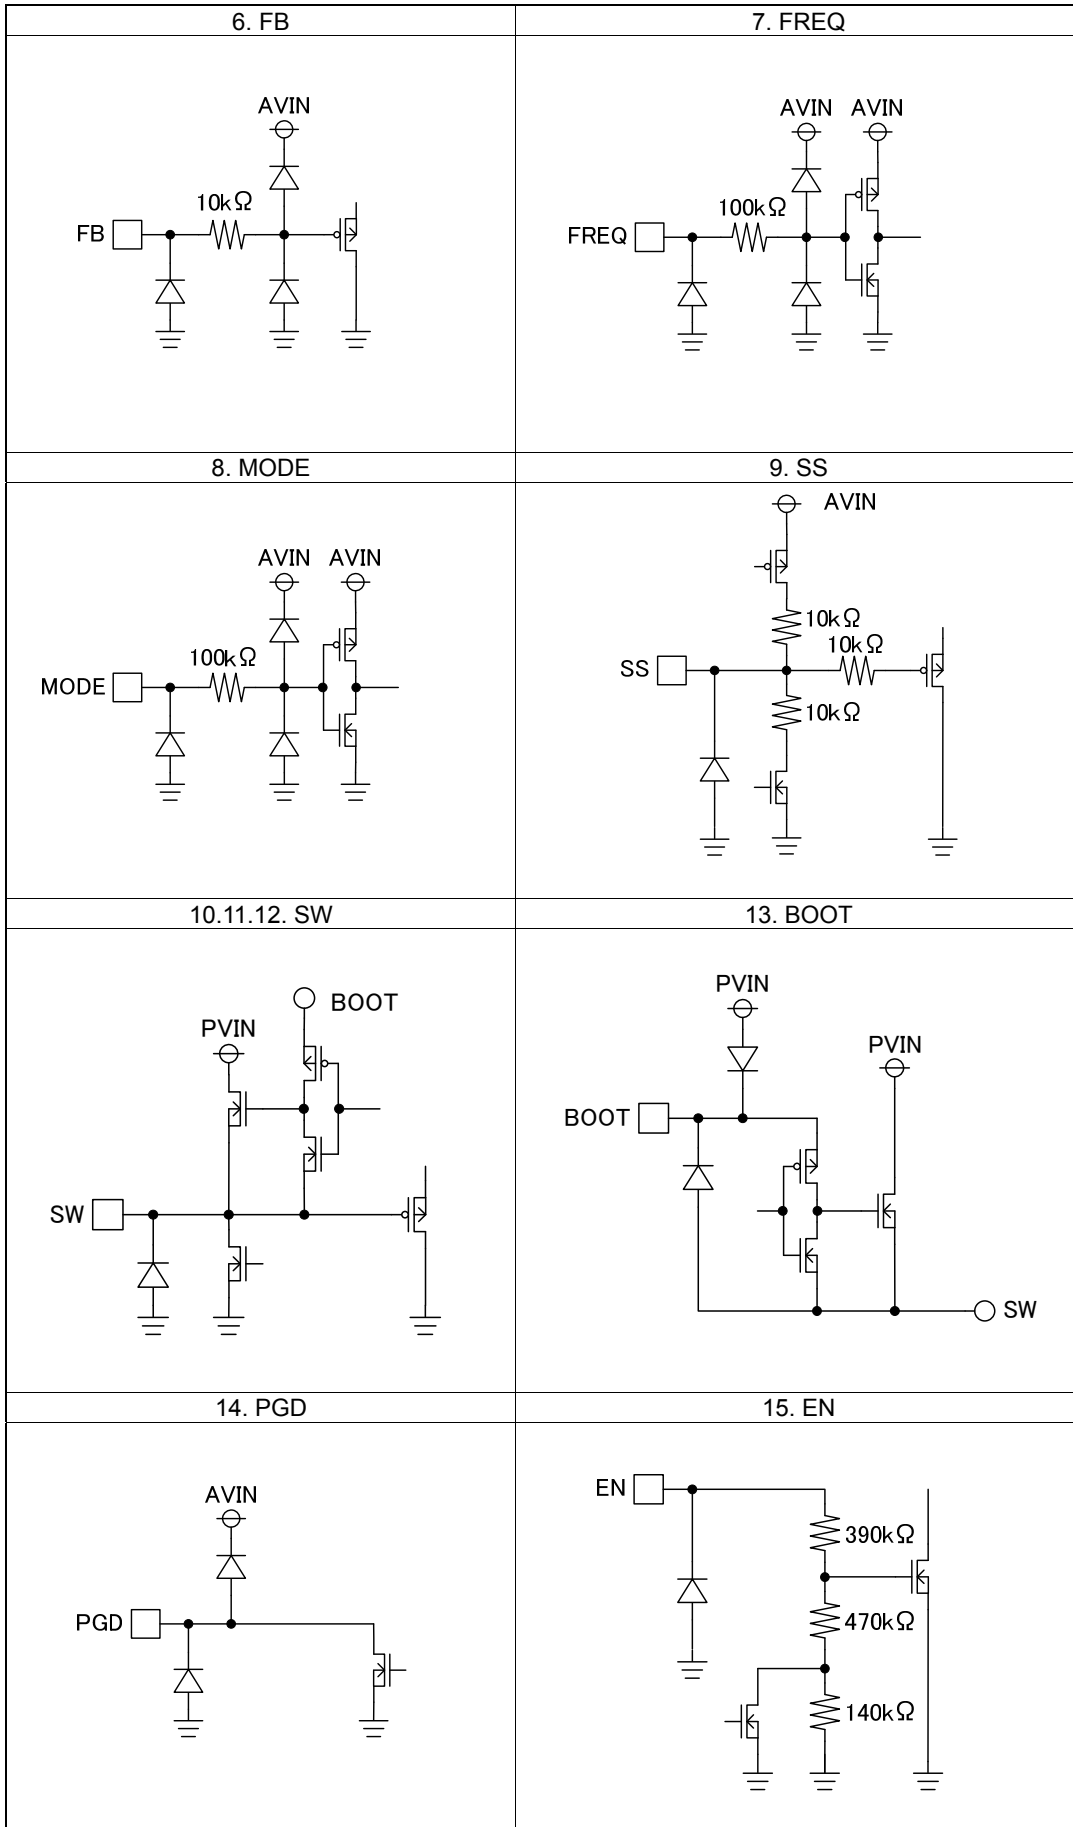 6. FB
7. FREQ
AVIN
10kΩ
FB
AVIN AVIN
100kΩ
FREQ
8. MODE
9. SS
AVIN AVIN
100kΩ
MODE
AVIN
10kΩ
10kΩ
SS
10kΩ
10.11.12. SW
13. BOOT
BOOT
PVIN
SW
PVIN
PVIN
BOOT
SW
14. PGD
15. EN
AVIN
PGD
EN
390kΩ
470kΩ
140kΩ